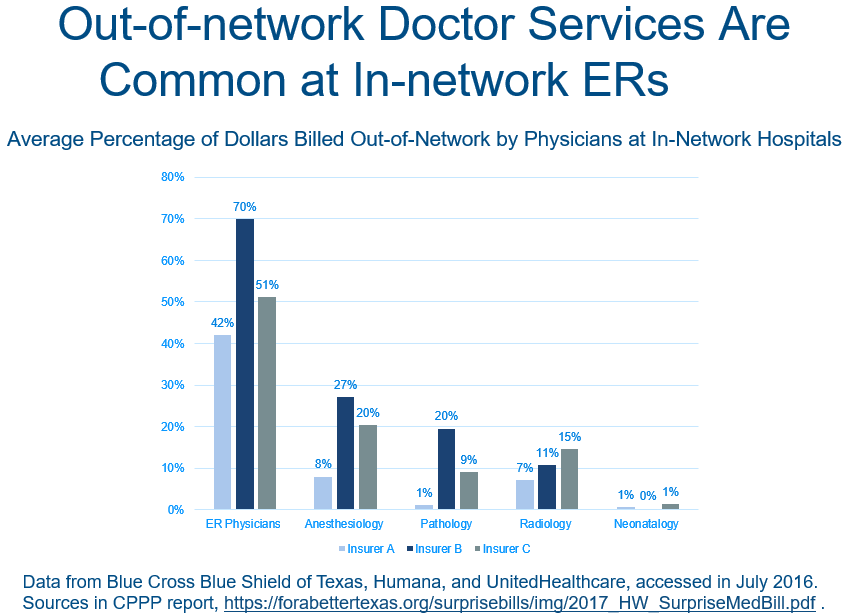 Out-of-network Doctor Services Are
Common at In-network ERs
Average Percentage of Dollars Billed Out-of-Network by Physicians at In-Network Hospitals
80%
70%
60%
50%
40%
30%
20%
10%
0%
42%
70%
51%
8%
27%
20%
1%
20%
9%
7%
11%
15%
1%
0%
1%
ER Physicians
Anesthesiology
Pathology
Radiology
Neonatalogy
Insurer A
Insurer B
Insurer C
Data from Blue Cross Blue Shield of Texas, Humana, and UnitedHealthcare, accessed in July 2016.
Sources in CPPP report, https://forabettertexas.org/surprisebills/img/2017_HW_SurpriseMedBill.pdf .